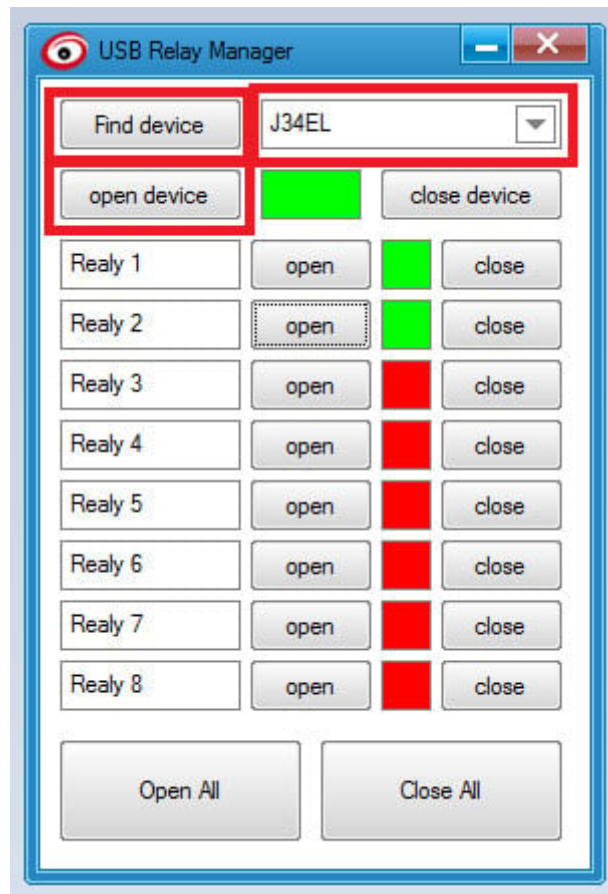 USB Relay Manager
Find device J34EL
open device close device
Realy 1 open close
Realy 2 open close
Realy 3 open close
Realy 4 open close
Realy 5 open close
Realy 6 open close
Realy 7 open close
Realy 8 open close
Open All Close All